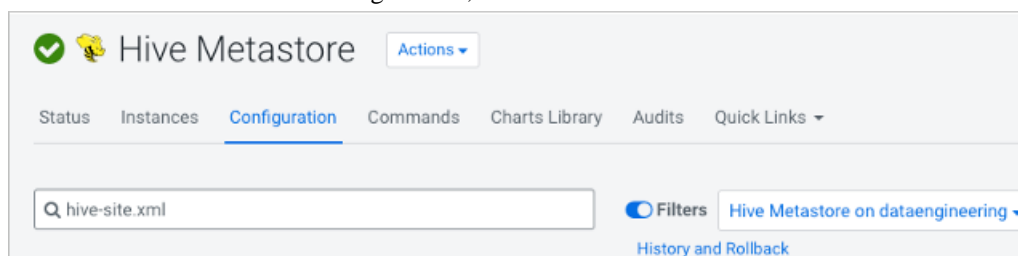 Hive Metastore Actions
Status Instances Configuration Commands Charts Library Audits Quick Links
hive-site.xml Filters Hive Metastore on dataengineering
History and Rollback